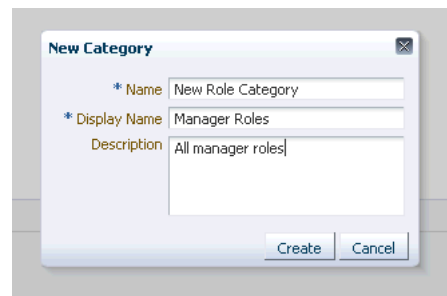 New Category
* Name New Role Category
* Display Name Manager Roles
Description All manager roles
Create Cancel